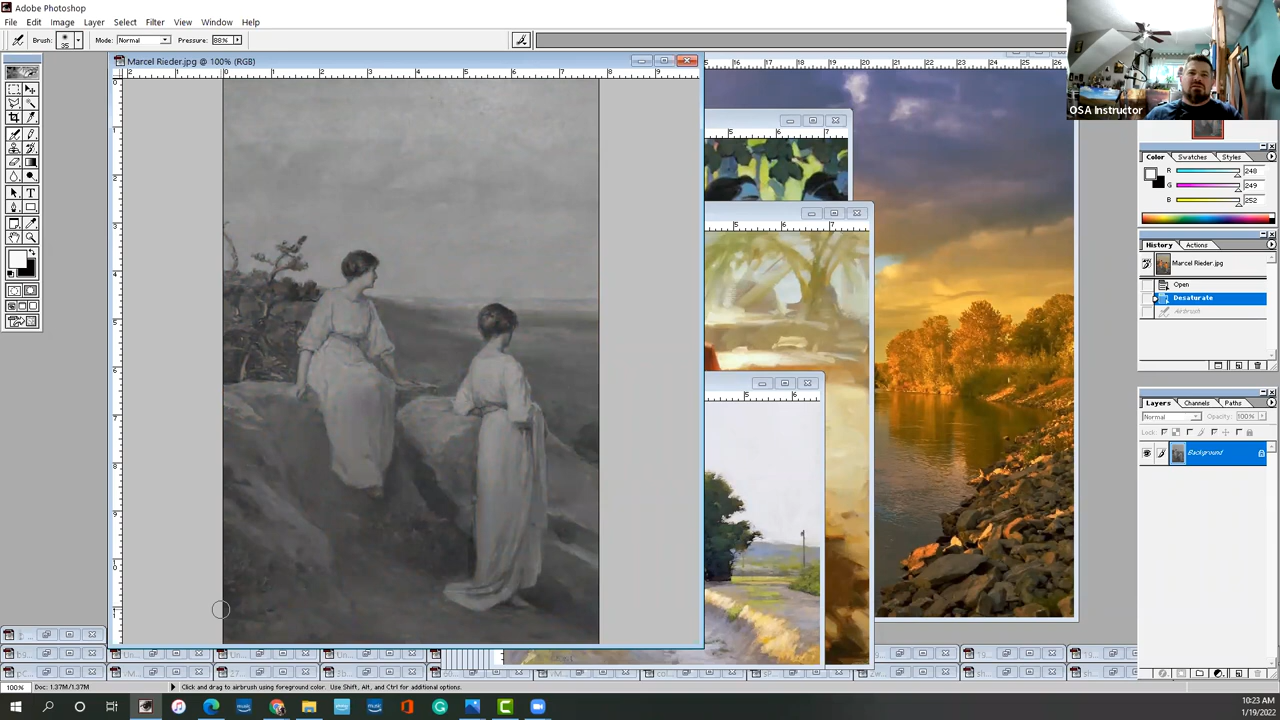 Adobe Photoshop
File Edit Image Layer Select Filter View Window Help
Brush: 35 Mode: Normal Pressure: 88%
Marcel Rieder.jpg @ 100% (RGB)
OSA Instructor
Color Swatches Styles
R 248
G 249
B 252
History Actions
Marcel Rieder.jpg
Open
Desaturate
Airbrush
Layers Channels Paths
Normal Opacity: 100%
Lock:
Background
100% Doc: 1.37M/1.37M Click and drag to airbrush using foreground color. Use Shift, Alt, and Ctrl for additional options.
10:23 AM
1/19/2022